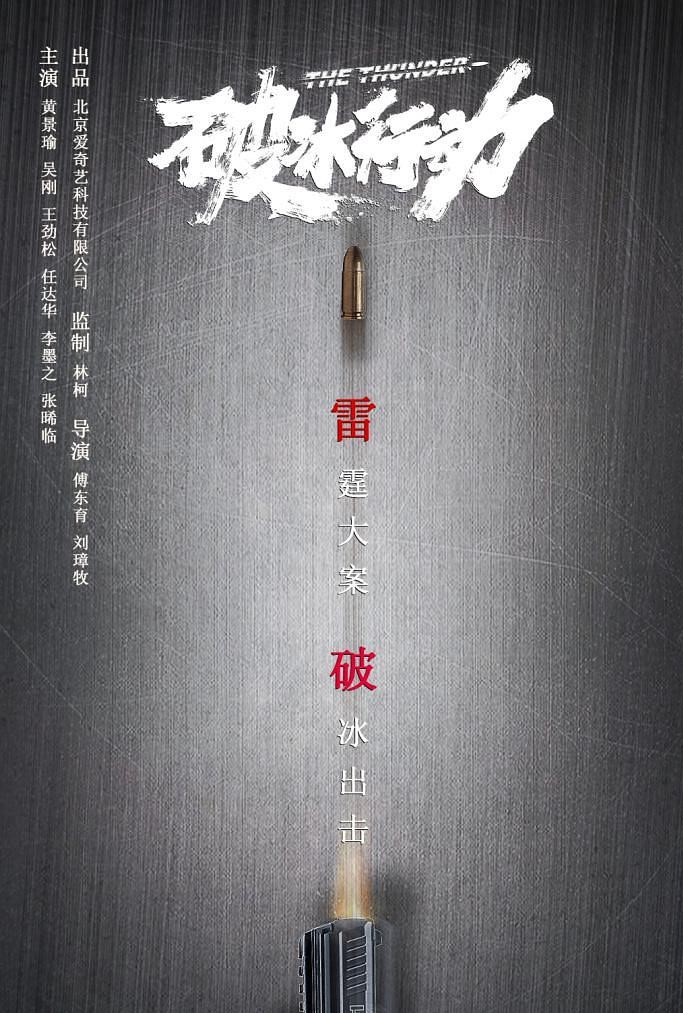 THE THUNDER
破冰行动
出品 北京爱奇艺科技有限公司 监制 林柯 导演 傅东育 刘璋牧
主演 黄景瑜 吴刚 王劲松 任达华 李墨之 张晞临
雷霆大案 破冰出击